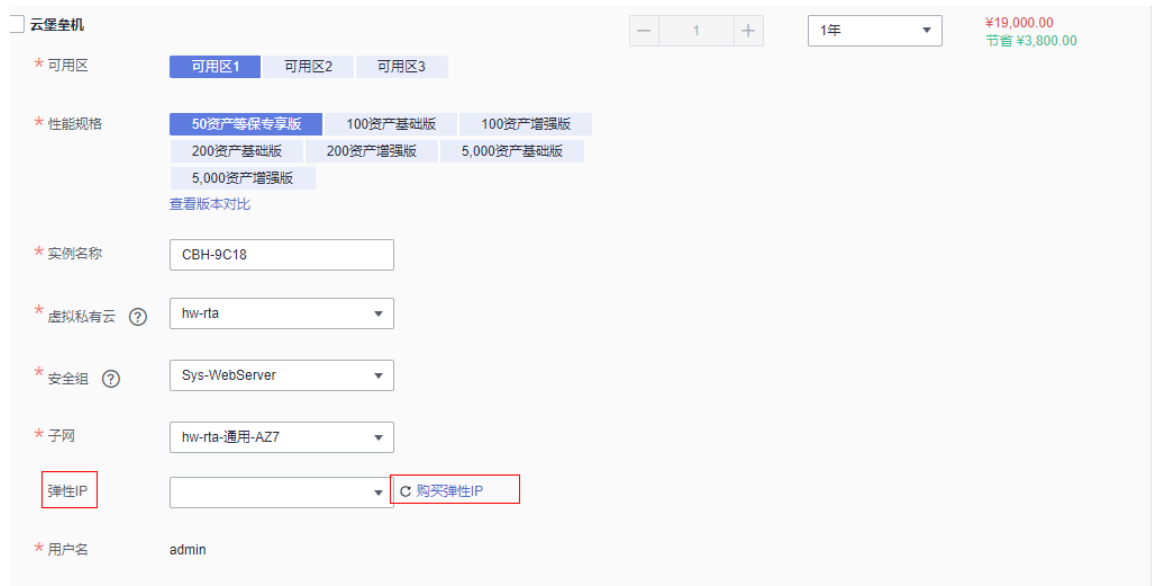 云堡垒机 1 1年 ¥19,000.00
节省 ¥3,800.00
* 可用区 可用区1 可用区2 可用区3
* 性能规格 50资产等保专享版 100资产基础版 100资产增强版
200资产基础版 200资产增强版 5,000资产基础版
5,000资产增强版
查看版本对比
* 实例名称 CBH-9C18
* 虚拟私有云 ? hw-rta
* 安全组 ? Sys-WebServer
* 子网 hw-rta-通用-AZ7
弹性IP 购买弹性IP
* 用户名 admin